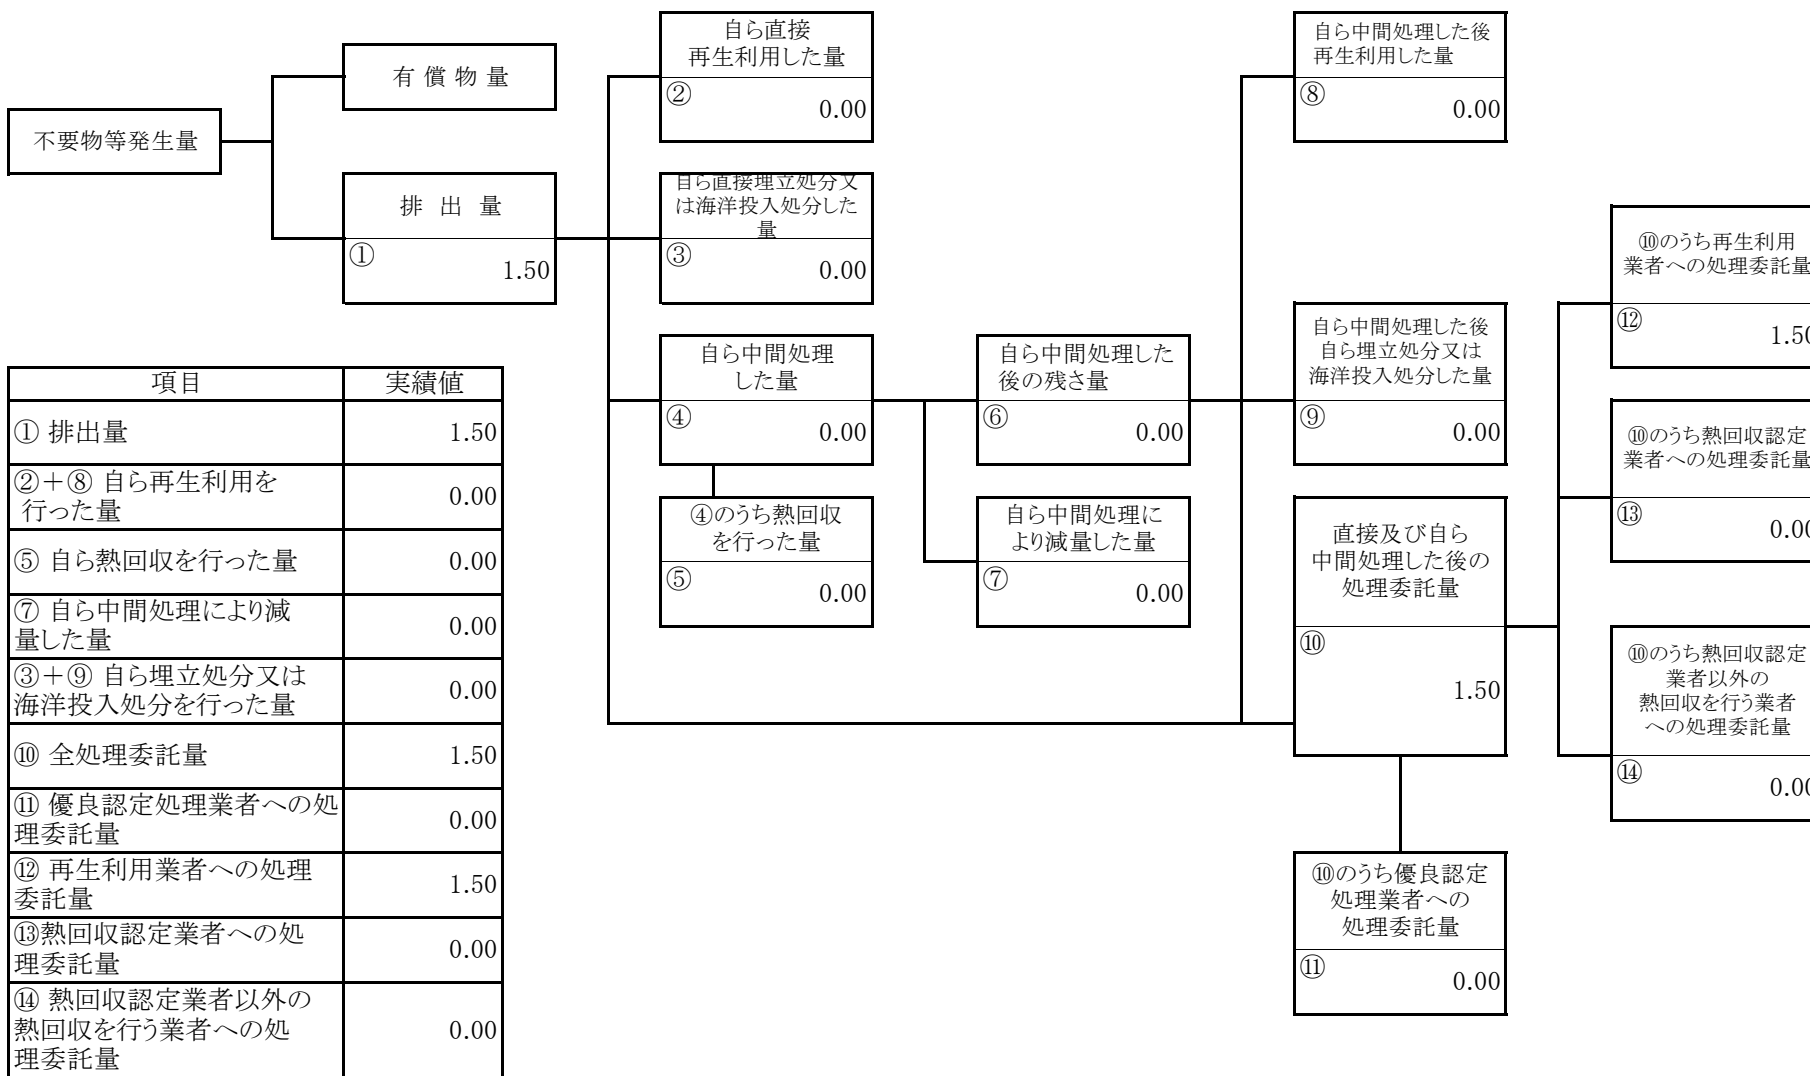 自ら直接
再生利用した量
②
0.00
自ら中間処理した後
再生利用した量
⑧
0.00
有 償 物 量
不要物等発生量
排 出 量
①
1.50
自ら直接埋立処分又
は海洋投入処分した
量
③
0.00
⑩のうち再生利用
業者への処理委託量
⑫
1.50
自ら中間処理
した量
④
0.00
自ら中間処理した
後の残さ量
⑥
0.00
自ら中間処理した後
自ら埋立処分又は
海洋投入処分した量
⑨
0.00
⑩のうち熱回収認定
業者への処理委託量
⑬
0.00
④のうち熱回収
を行った量
⑤
0.00
自ら中間処理に
より減量した量
⑦
0.00
直接及び自ら
中間処理した後の
処理委託量
⑩
1.50
⑩のうち熱回収認定
業者以外の
熱回収を行う業者
への処理委託量
⑭
0.00
⑩のうち優良認定
処理業者への
処理委託量
⑪
0.00
項目 実績値
① 排出量 1.50
②+⑧ 自ら再生利用を
行った量 0.00
⑤ 自ら熱回収を行った量 0.00
⑦ 自ら中間処理により減
量した量 0.00
③+⑨ 自ら埋立処分又は
海洋投入処分を行った量 0.00
⑩ 全処理委託量 1.50
⑪ 優良認定処理業者への処
理委託量 0.00
⑫ 再生利用業者への処理
委託量 1.50
⑬熱回収認定業者への処
理委託量 0.00
⑭ 熱回収認定業者以外の
熱回収を行う業者への処
理委託量 0.00